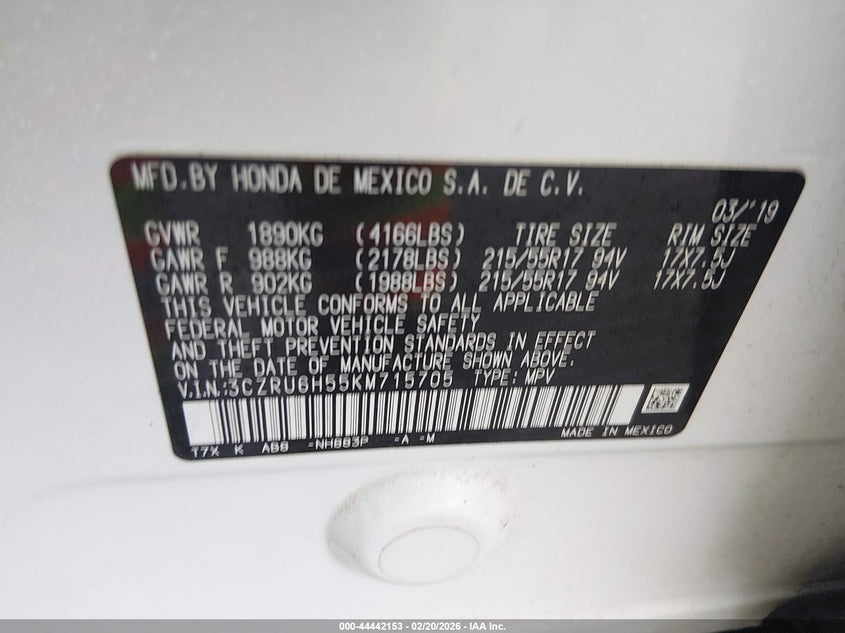 MFD.BY HONDA DE MEXICO S.A. DE C.V.
03/'19
GVWR 1890KG (4166LBS) TIRE SIZE RIM SIZE
GAWR F 988KG (2178LBS) 215/55R17 94V 17X7.5J
GAWR R 902KG (1988LBS) 215/55R17 94V 17X7.5J
THIS VEHICLE CONFORMS TO ALL APPLICABLE
FEDERAL MOTOR VEHICLE SAFETY
AND THEFT PREVENTION STANDARDS IN EFFECT
ON THE DATE OF MANUFACTURE SHOWN ABOVE.
V.I.N.:3CZRU6H55KM715705 TYPE: MPV
T7X K AB8 =NH883P =A =M MADE IN MEXICO
000-44442153 - 02/20/2026 - IAA Inc.